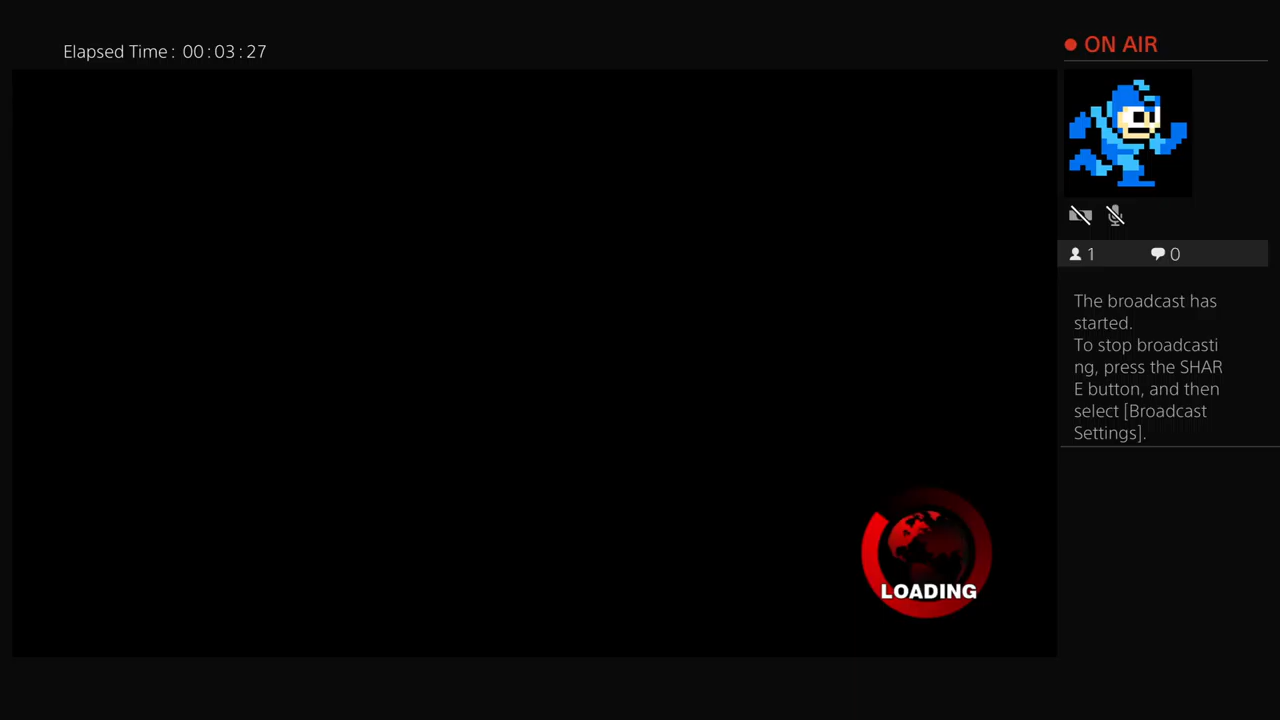 Elapsed Time : 00:03:27
ON AIR
1 0
The broadcast has
started.
To stop broadcasti
ng, press the SHAR
E button, and then
select [Broadcast
Settings].
LOADING